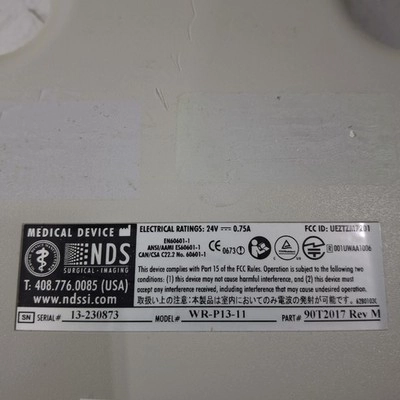 MEDICAL DEVICE
NDS
SURGICAL · IMAGING
T: 408.776.0085 (USA)
www.ndssi.com
ELECTRICAL RATINGS: 24V ⎓ 0.75A
EN60601-1
ANSI/AAMI ES60601-1
CAN/CSA C22.2 No. 60601-1
CE 0673
FCC ID:
001UWAA1006
This device complies with Part 15 of the FCC Rules. Operation is subject to the following
two conditions: (1) This device may not cause harmful interference, and (2) this device must
accept any interference received, including interference that may cause undesired operation.
取扱い上の注意:本製品は室内においてのみ電波の発射が可能です。
SN SERIAL# 13-230873 MODEL# WR-P13-11 PART# 90T2017 Rev M